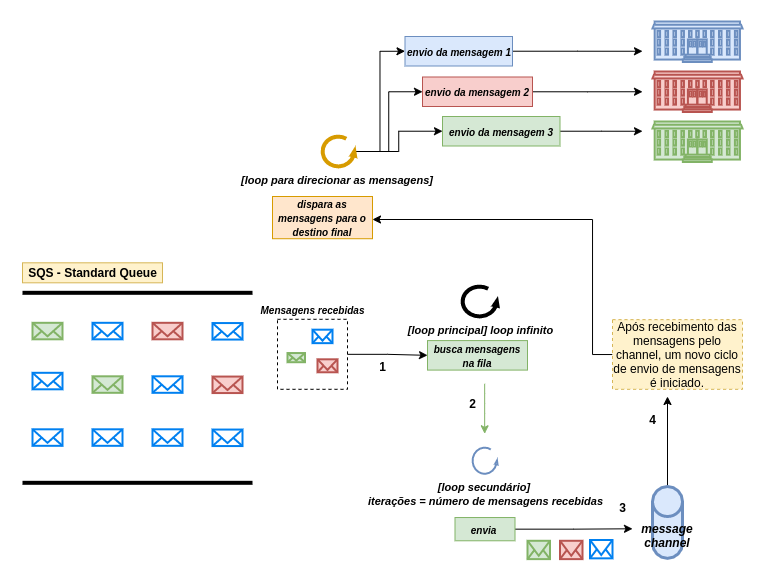 envio da mensagem 1
envio da mensagem 2
envio da mensagem 3
[loop para direcionar as mensagens]
dispara as
mensagens para o
destino final
SQS - Standard Queue
Mensagens recebidas
1
[loop principal] loop infinito
busca mensagens
na fila
2
[loop secundário]
iterações = número de mensagens recebidas
envia
3
message
channel
4
Após recebimento das
mensagens pelo
channel, um novo ciclo
de envio de mensagens
é iniciado.